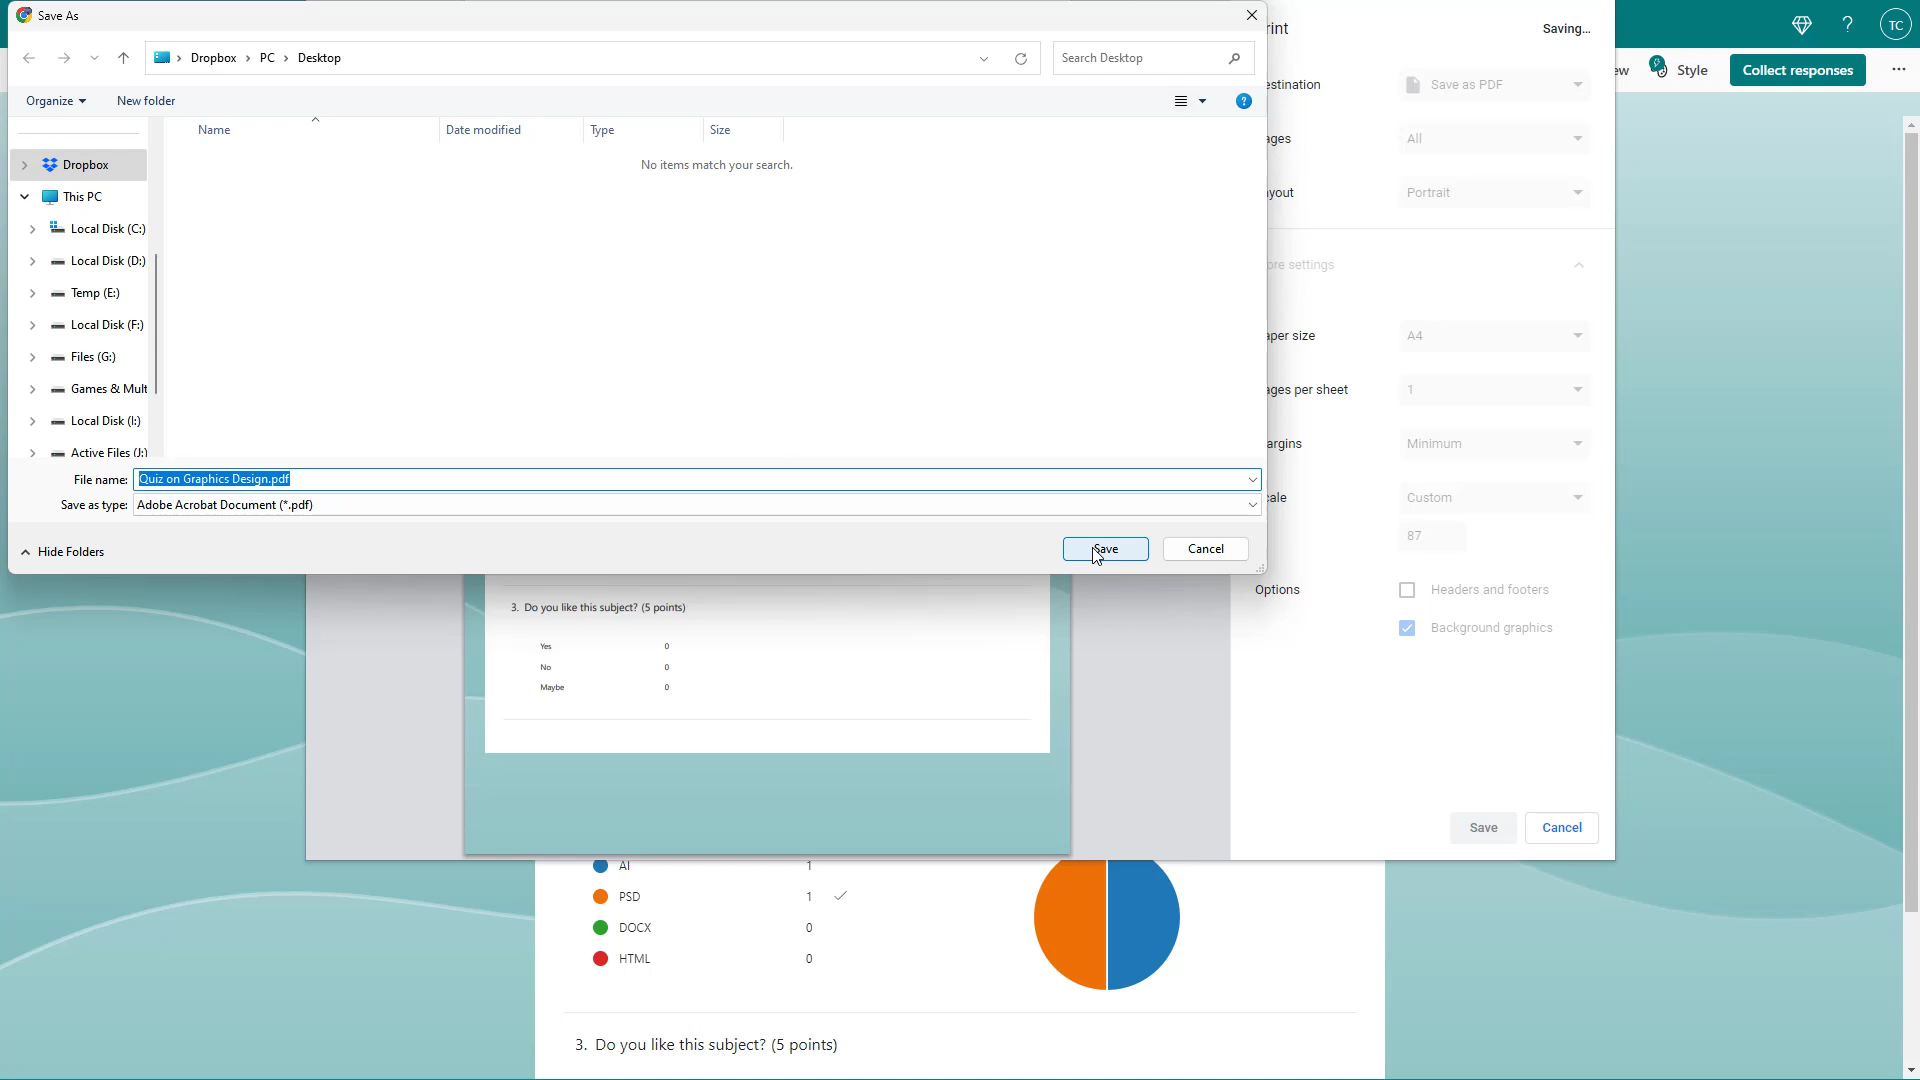 Save As
Dropbox > PC > Desktop
Search Desktop
Organize
New folder
Name
Date modified
Type
Size
No items match your search.
Dropbox
This PC
Local Disk (C:)
Local Disk (D:)
Temp (E:)
Local Disk (F:)
Files (G:)
Games & Mult
Local Disk (I:)
Active Files (J:)
File name: Quiz on Graphics Design.pdf
Save as type: Adobe Acrobat Document (*.pdf)
Hide Folders
Save
Cancel
rint
Saving...
estination
Save as PDF
ages
All
yout
Portrait
ore settings
aper size
A4
ages per sheet
1
argins
Minimum
cale
Custom
87
Options
Headers and footers
Background graphics
Save
Cancel
?
TC
ew
Style
Collect responses
3. Do you like this subject? (5 points)
Yes 0
No 0
Maybe 0
AI 1
PSD 1
DOCX 0
HTML 0
3. Do you like this subject? (5 points)